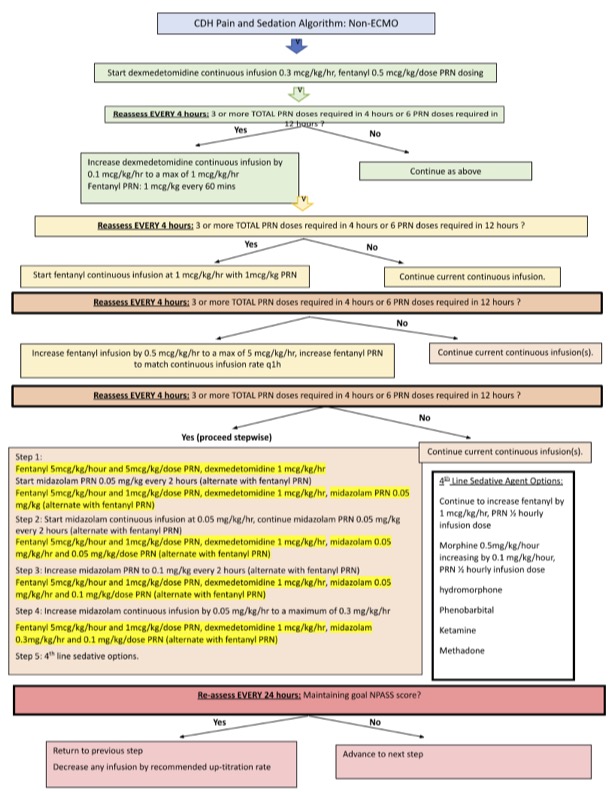 CDH Pain and Sedation Algorithm: Non-ECMO
v
Start dexmedetomidine continuous infusion 0.3 mcg/kg/hr, fentanyl 0.5 mcg/kg/dose PRN dosing
v
Reassess EVERY 4 hours: 3 or more TOTAL PRN doses required in 4 hours or 6 PRN doses required in
12 hours ?
Yes
No
Increase dexmedetomidine continuous infusion by
0.1 mcg/kg/hr to a max of 1 mcg/kg/hr
Fentanyl PRN: 1 mcg/kg every 60 mins
Continue as above
v
Reassess EVERY 4 hours: 3 or more TOTAL PRN doses required in 4 hours or 6 PRN doses required in 12 hours ?
Yes
No
Start fentanyl continuous infusion at 1 mcg/kg/hr with 1mcg/kg PRN
Continue current continuous infusion.
Reassess EVERY 4 hours: 3 or more TOTAL PRN doses required in 4 hours or 6 PRN doses required in 12 hours ?
No
Increase fentanyl infusion by 0.5 mcg/kg/hr to a max of 5 mcg/kg/hr, increase fentanyl PRN
to match continuous infusion rate q1h
Continue current continuous infusion(s).
Reassess EVERY 4 hours: 3 or more TOTAL PRN doses required in 4 hours or 6 PRN doses required in 12 hours ?
No
Yes (proceed stepwise)
Continue current continuous infusion(s).
Step 1:
Fentanyl 5mcg/kg/hour and 5mcg/kg/dose PRN, dexmedetomidine 1 mcg/kg/hr
Start midazolam PRN 0.05 mg/kg every 2 hours (alternate with fentanyl PRN)
Fentanyl 5mcg/kg/hour and 1mcg/kg/dose PRN, dexmedetomidine 1 mcg/kg/hr, midazolam PRN 0.05
mg/kg (alternate with fentanyl PRN)
Step 2: Start midazolam continuous infusion at 0.05 mg/kg/hr, continue midazolam PRN 0.05 mg/kg
every 2 hours (alternate with fentanyl PRN)
Fentanyl 5mcg/kg/hour and 1mcg/kg/dose PRN, dexmedetomidine 1 mcg/kg/hr, midazolam 0.05
mg/kg/hr and 0.05 mg/kg/dose PRN (alternate with fentanyl PRN)
Step 3: Increase midazolam PRN to 0.1 mg/kg every 2 hours (alternate with fentanyl PRN)
Fentanyl 5mcg/kg/hour and 1mcg/kg/dose PRN, dexmedetomidine 1 mcg/kg/hr, midazolam 0.05
mg/kg/hr and 0.1 mg/kg/dose PRN (alternate with fentanyl PRN)
Step 4: Increase midazolam continuous infusion by 0.05 mg/kg/hr to a maximum of 0.3 mg/kg/hr
Fentanyl 5mcg/kg/hour and 1mcg/kg/dose PRN, dexmedetomidine 1 mcg/kg/hr, midazolam
0.3mg/kg/hr and 0.1 mg/kg/dose PRN (alternate with fentanyl PRN)
Step 5: 4th line sedative options.
4th Line Sedative Agent Options:
Continue to increase fentanyl by
1 mcg/kg/hr, PRN ½ hourly
infusion dose
Morphine 0.5mg/kg/hour
increasing by 0.1 mg/kg/hour,
PRN ½ hourly infusion dose
hydromorphone
Phenobarbital
Ketamine
Methadone
Re-assess EVERY 24 hours: Maintaining goal NPASS score?
Yes
No
Return to previous step
Decrease any infusion by recommended up-titration rate
Advance to next step